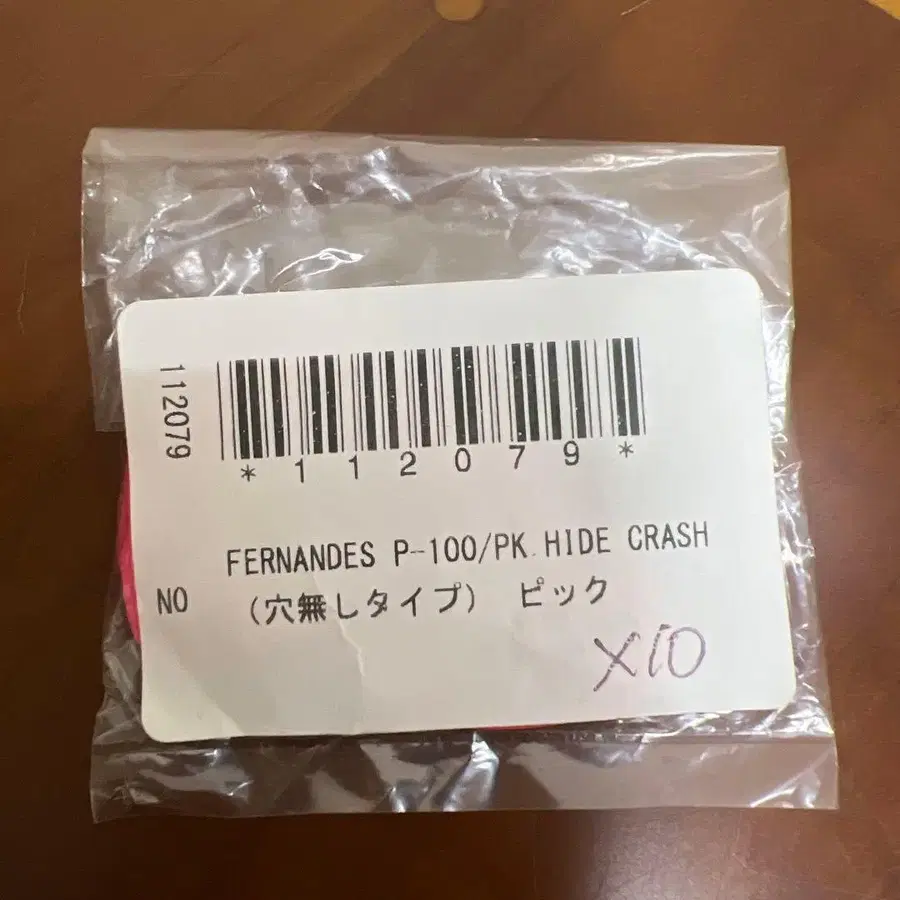 112079
*112079*
FERNANDES P-100/PK HIDE CRASH
NO (穴無しタイプ) ピック
X10